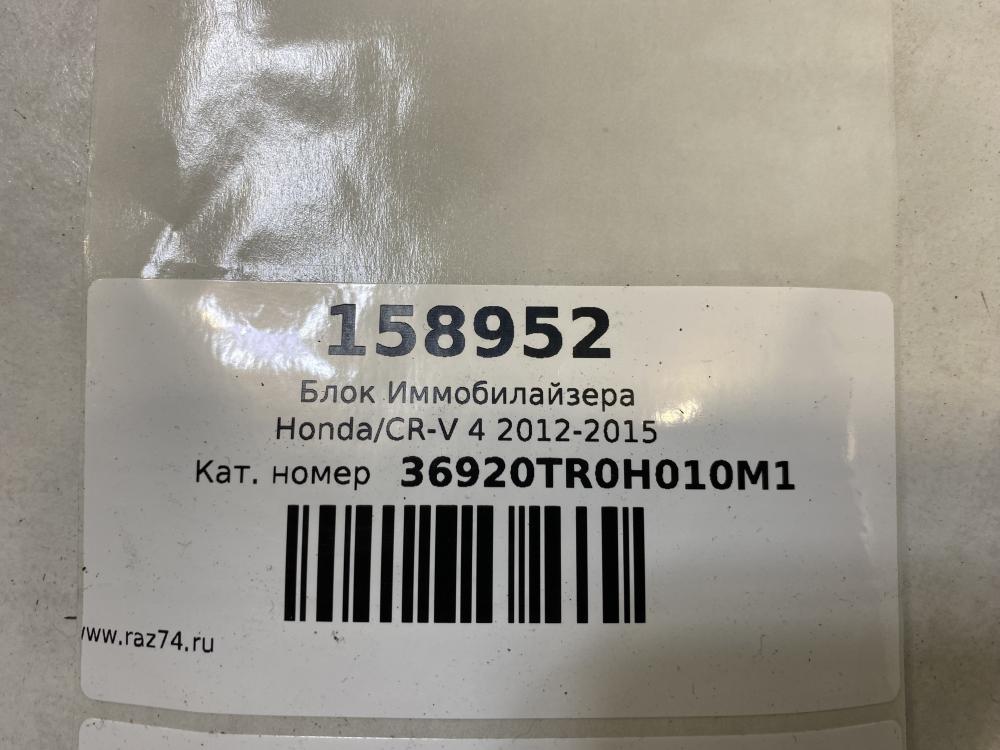 158952
Блок Иммобилайзера
Honda/CR-V 4 2012-2015
Кат. номер 36920TR0H010M1
www.raz74.ru